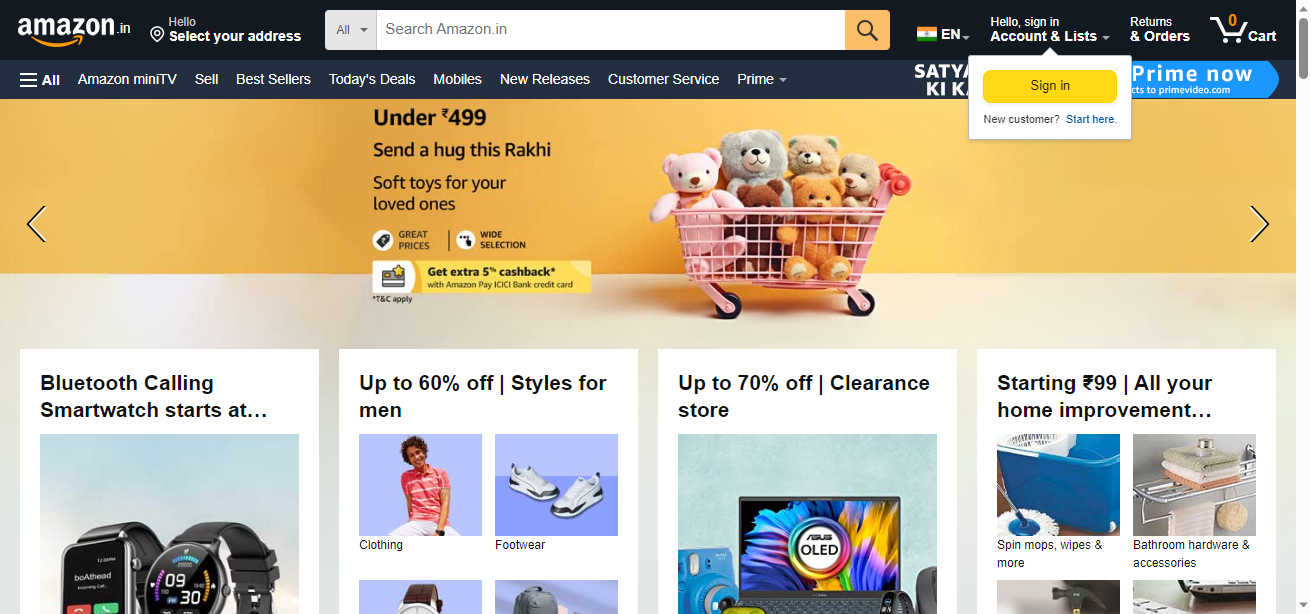 amazon.in
Hello
Select your address
All
Search Amazon.in
EN
Hello, sign in
Account & Lists
Returns
& Orders
0
Cart
All
Amazon miniTV
Sell
Best Sellers
Today's Deals
Mobiles
New Releases
Customer Service
Prime
KI
Prime now
cts to primevideo.com
Sign in
New customer? Start here.
Under ₹499
Send a hug this Rakhi
Soft toys for your
loved ones
GREAT
PRICES
WIDE
SELECTION
Get extra 5% cashback*
with Amazon Pay ICICI Bank credit card
*T&C apply
Bluetooth Calling
Smartwatch starts at…
Up to 60% off | Styles for
men
Up to 70% off | Clearance
store
Starting ₹99 | All your
home improvement…
boAthead
Incoming Call...
09
30
Clothing
Footwear
ASUS
OLED
Spin mops, wipes &
more
Bathroom hardware &
accessories